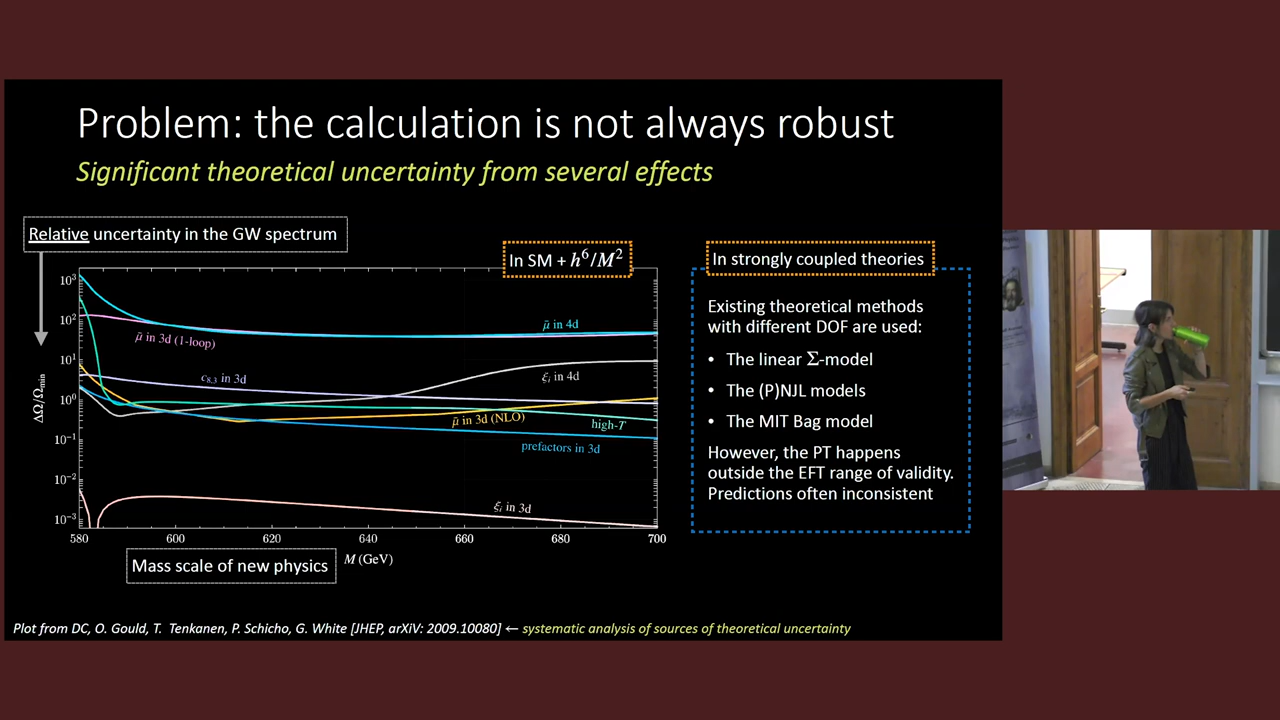 Problem: the calculation is not always robust
Significant theoretical uncertainty from several effects
Relative uncertainty in the GW spectrum
In SM + h⁶/M²
ΔΩ/Ωmin
10³
10²
10¹
10⁰
10⁻¹
10⁻²
10⁻³
μ̄ in 4d
μ̄ in 3d (1-loop)
c₈,₃ in 3d
ξᵢ in 4d
μ̄ in 3d (NLO)
high-T
prefactors in 3d
ξᵢ in 3d
580 600 620 640 660 680 700
M (GeV)
Mass scale of new physics
In strongly coupled theories
Existing theoretical methods
with different DOF are used:
• The linear Σ-model
• The (P)NJL models
• The MIT Bag model
However, the PT happens
outside the EFT range of validity.
Predictions often inconsistent
Plot from DC, O. Gould, T. Tenkanen, P. Schicho, G. White [JHEP, arXiV: 2009.10080] ← systematic analysis of sources of theoretical uncertainty